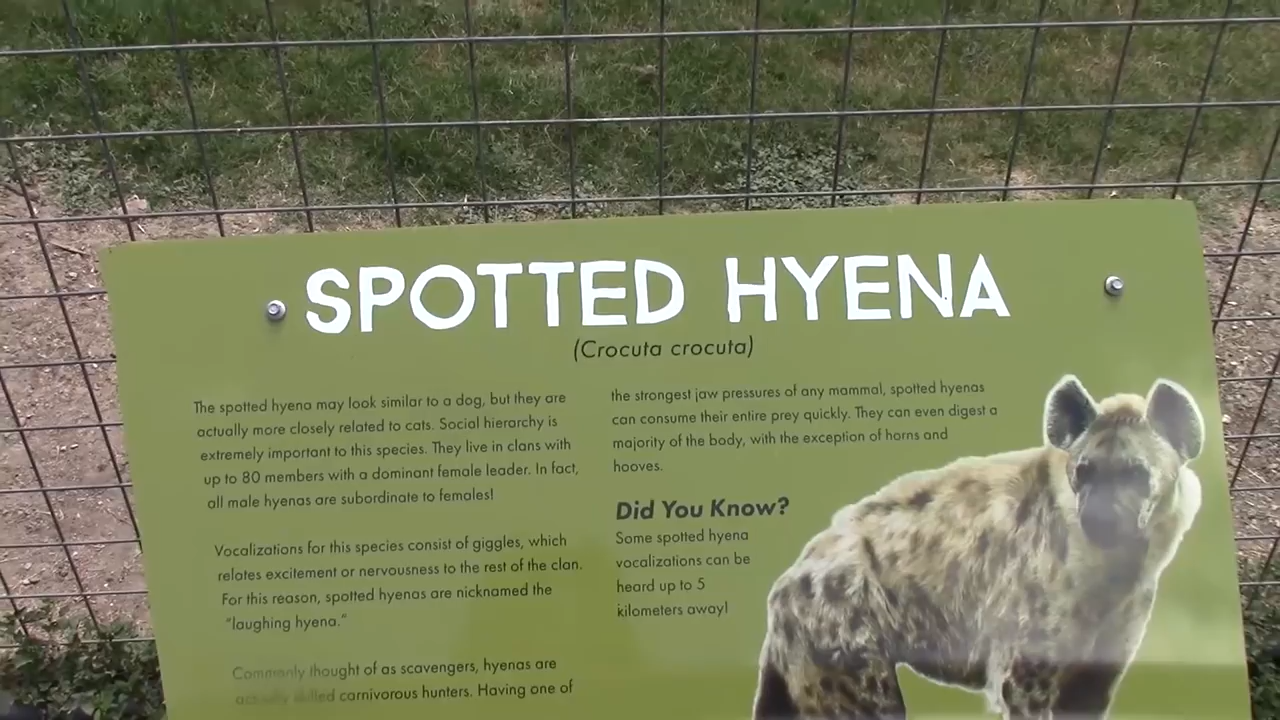 SPOTTED HYENA
(Crocuta crocuta)
The spotted hyena may look similar to a dog, but they are
actually more closely related to cats. Social hierarchy is
extremely important to this species. They live in clans with
up to 80 members with a dominant female leader. In fact,
all male hyenas are subordinate to females!
Vocalizations for this species consist of giggles, which
relates excitement or nervousness to the rest of the clan.
For this reason, spotted hyenas are nicknamed the
"laughing hyena."
Commonly thought of as scavengers, hyenas are
actually skilled carnivorous hunters. Having one of
the strongest jaw pressures of any mammal, spotted hyenas
can consume their entire prey quickly. They can even digest a
majority of the body, with the exception of horns and
hooves.
Did You Know?
Some spotted hyena
vocalizations can be
heard up to 5
kilometers away!